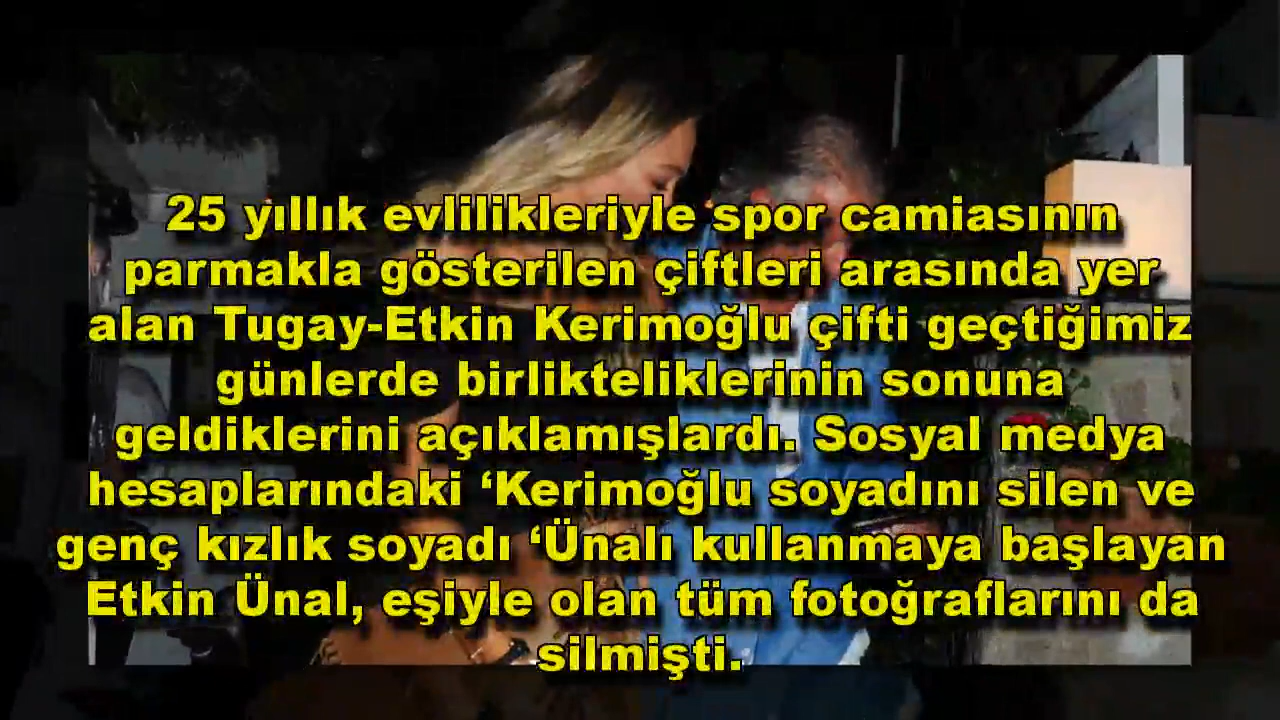 25 yıllık evlilikleriyle spor camiasının
parmakla gösterilen çiftleri arasında yer
alan Tugay-Etkin Kerimoğlu çifti geçtiğimiz
günlerde birlikteliklerinin sonuna
geldiklerini açıklamışlardı. Sosyal medya
hesaplarındaki ‘Kerimoğlu soyadını silen ve
genç kızlık soyadı ‘Ünalı kullanmaya başlayan
Etkin Ünal, eşiyle olan tüm fotoğraflarını da
silmişti.